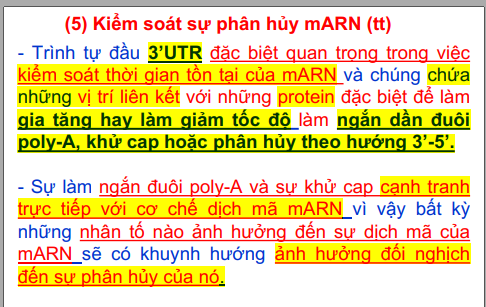 (5) Kiểm soát sự phân hủy mARN (tt)
- Trình tự đầu 3’UTR đặc biệt quan trọng trong việc
kiểm soát thời gian tồn tại của mARN và chúng chứa
những vị trí liên kết với những protein đặc biệt để làm
gia tăng hay làm giảm tốc độ làm ngắn dần đuôi
poly-A, khử cap hoặc phân hủy theo hướng 3’-5’.
- Sự làm ngắn đuôi poly-A và sự khử cap cạnh tranh
trực tiếp với cơ chế dịch mã mARN vì vậy bất kỳ
những nhân tố nào ảnh hưởng đến sự dịch mã của
mARN sẽ có khuynh hướng ảnh hưởng đối nghịch
đến sự phân hủy của nó.